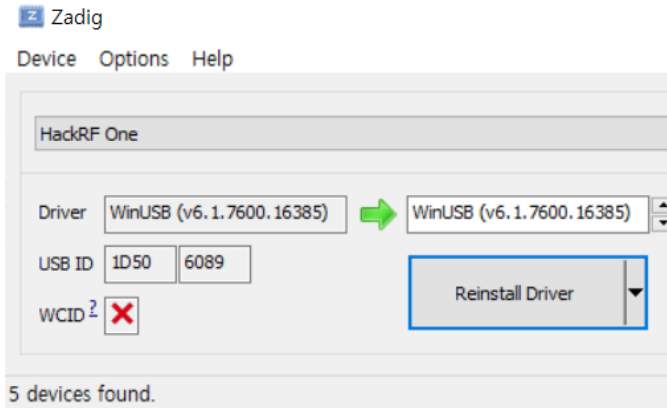 Zadig
Device Options Help
HackRF One
Driver WinUSB (v6.1.7600.16385) WinUSB (v6.1.7600.16385)
USB ID 1D50 6089
Reinstall Driver
WCID ?
5 devices found.